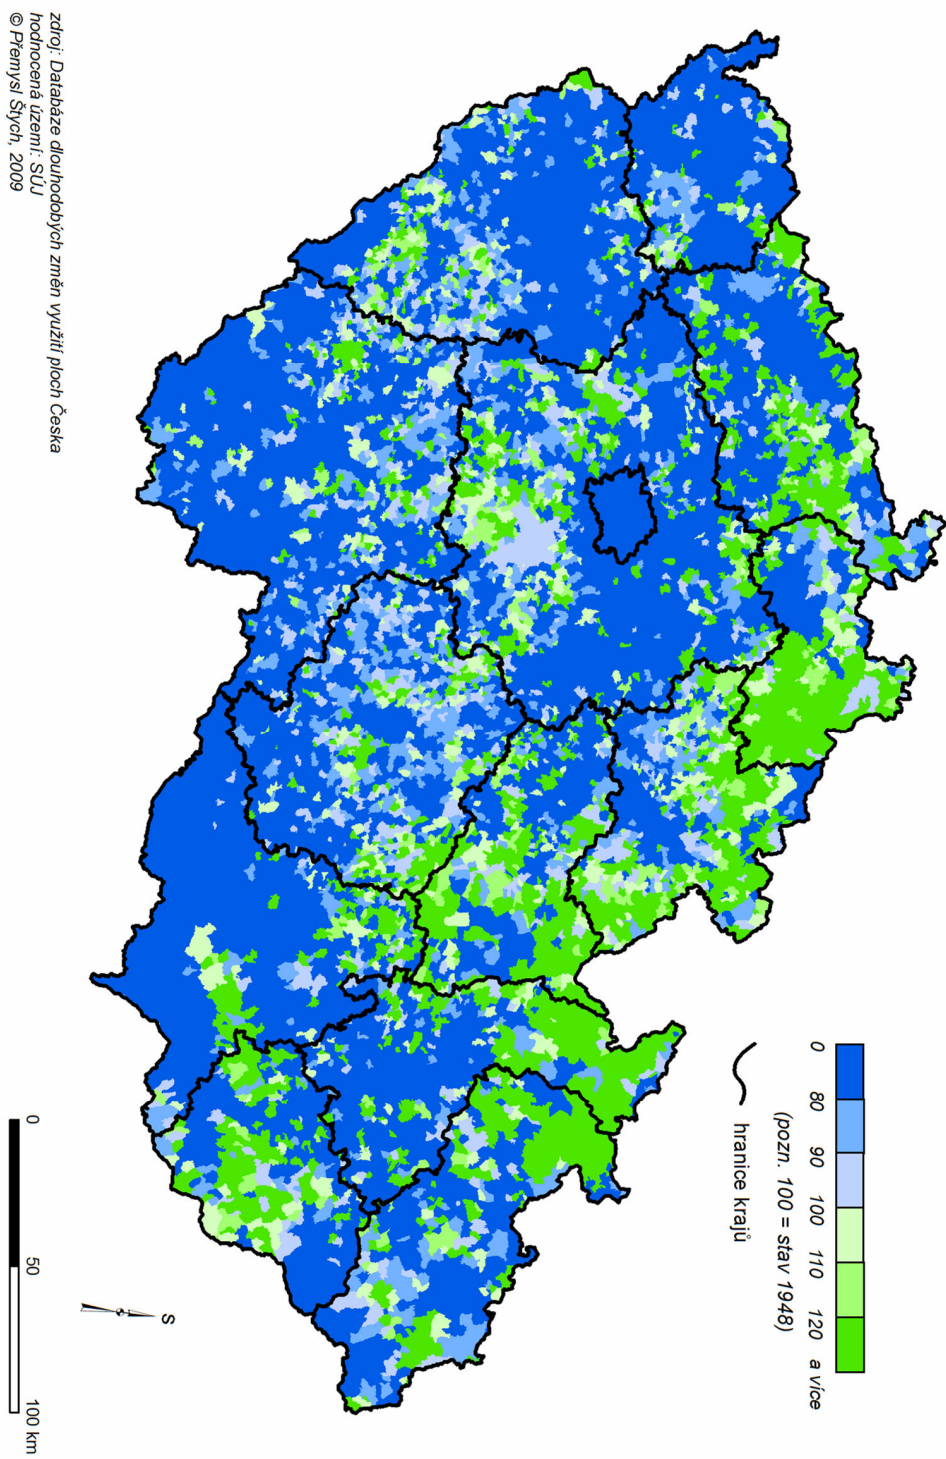 0 80 90 100 110 120 a více
(pozn. 100 = stav 1948)
hranice krajů
S
0 50 100 km
zdroj: Databáze dlouhodobých změn využití ploch Česka
hodnocená území: SÚJ
© Přemysl Štych, 2009